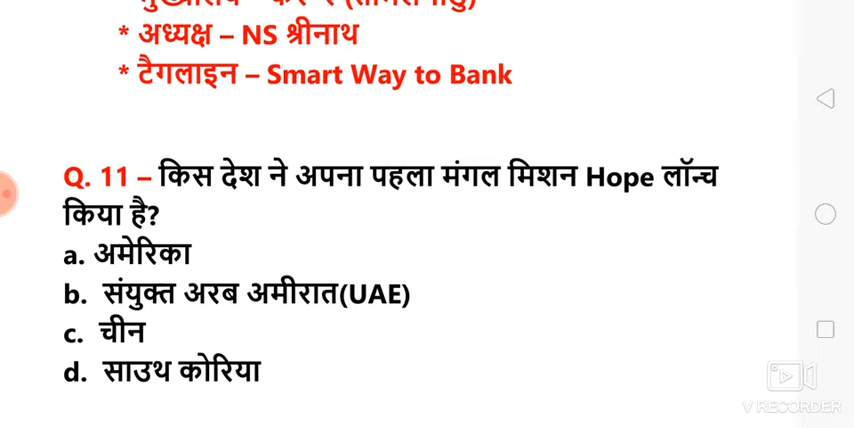 * अध्यक्ष – NS श्रीनाथ
* टैगलाइन – Smart Way to Bank
Q. 11 – किस देश ने अपना पहला मंगल मिशन Hope लॉन्च
किया है?
a. अमेरिका
b. संयुक्त अरब अमीरात(UAE)
c. चीन
d. साउथ कोरिया
V RECORDER